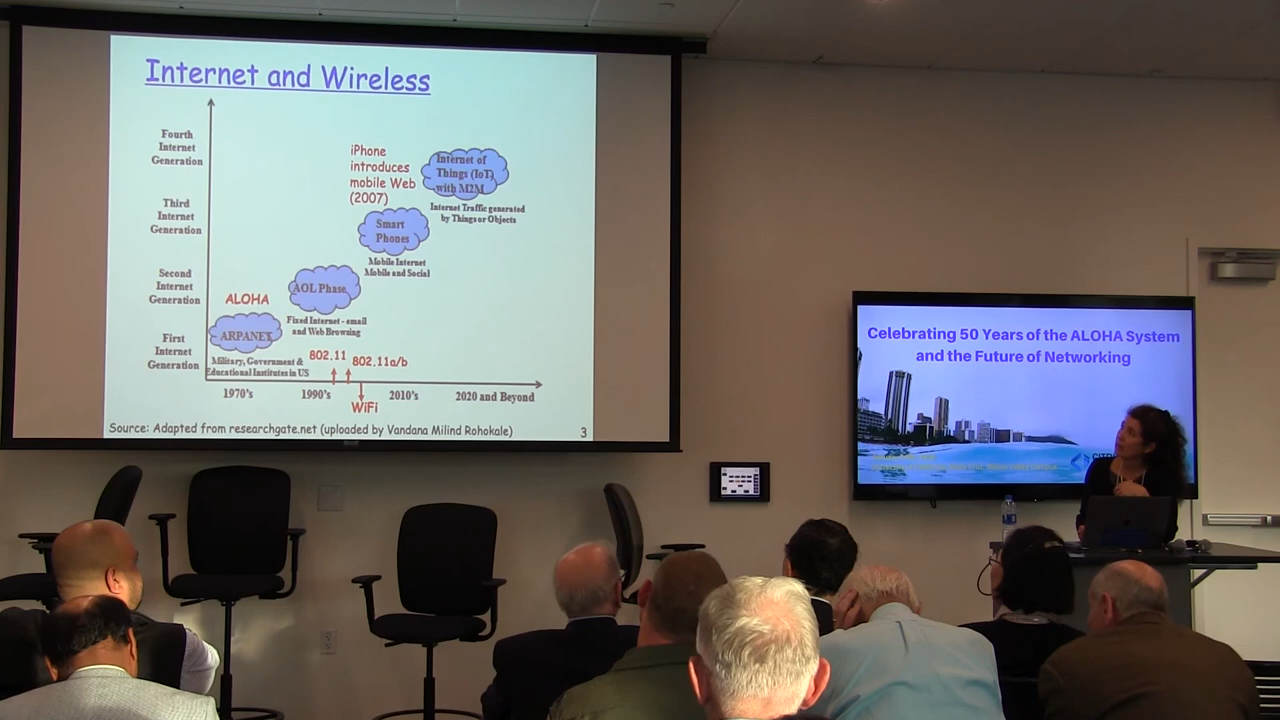 Internet and Wireless
Fourth
Internet
Generation
iPhone
introduces
mobile Web
(2007)
Internet of
Things (IoT)
with M2M
Internet Traffic generated
by Things or Objects
Third
Internet
Generation
Smart
Phones
Mobile Internet
Mobile and Social
Second
Internet
Generation
ALOHA
AOL Phase
Fixed Internet - email
and Web Browzing
First
Internet
Generation
ARPANET
Military, Government &
Educational Institutes in US
802.11
802.11a/b
1970's
1990's
2010's
2020 and Beyond
WiFi
Source: Adapted from researchgate.net (uploaded by Vandana Milind Rohokale)
3
Celebrating 50 Years of the ALOHA System
and the Future of Networking